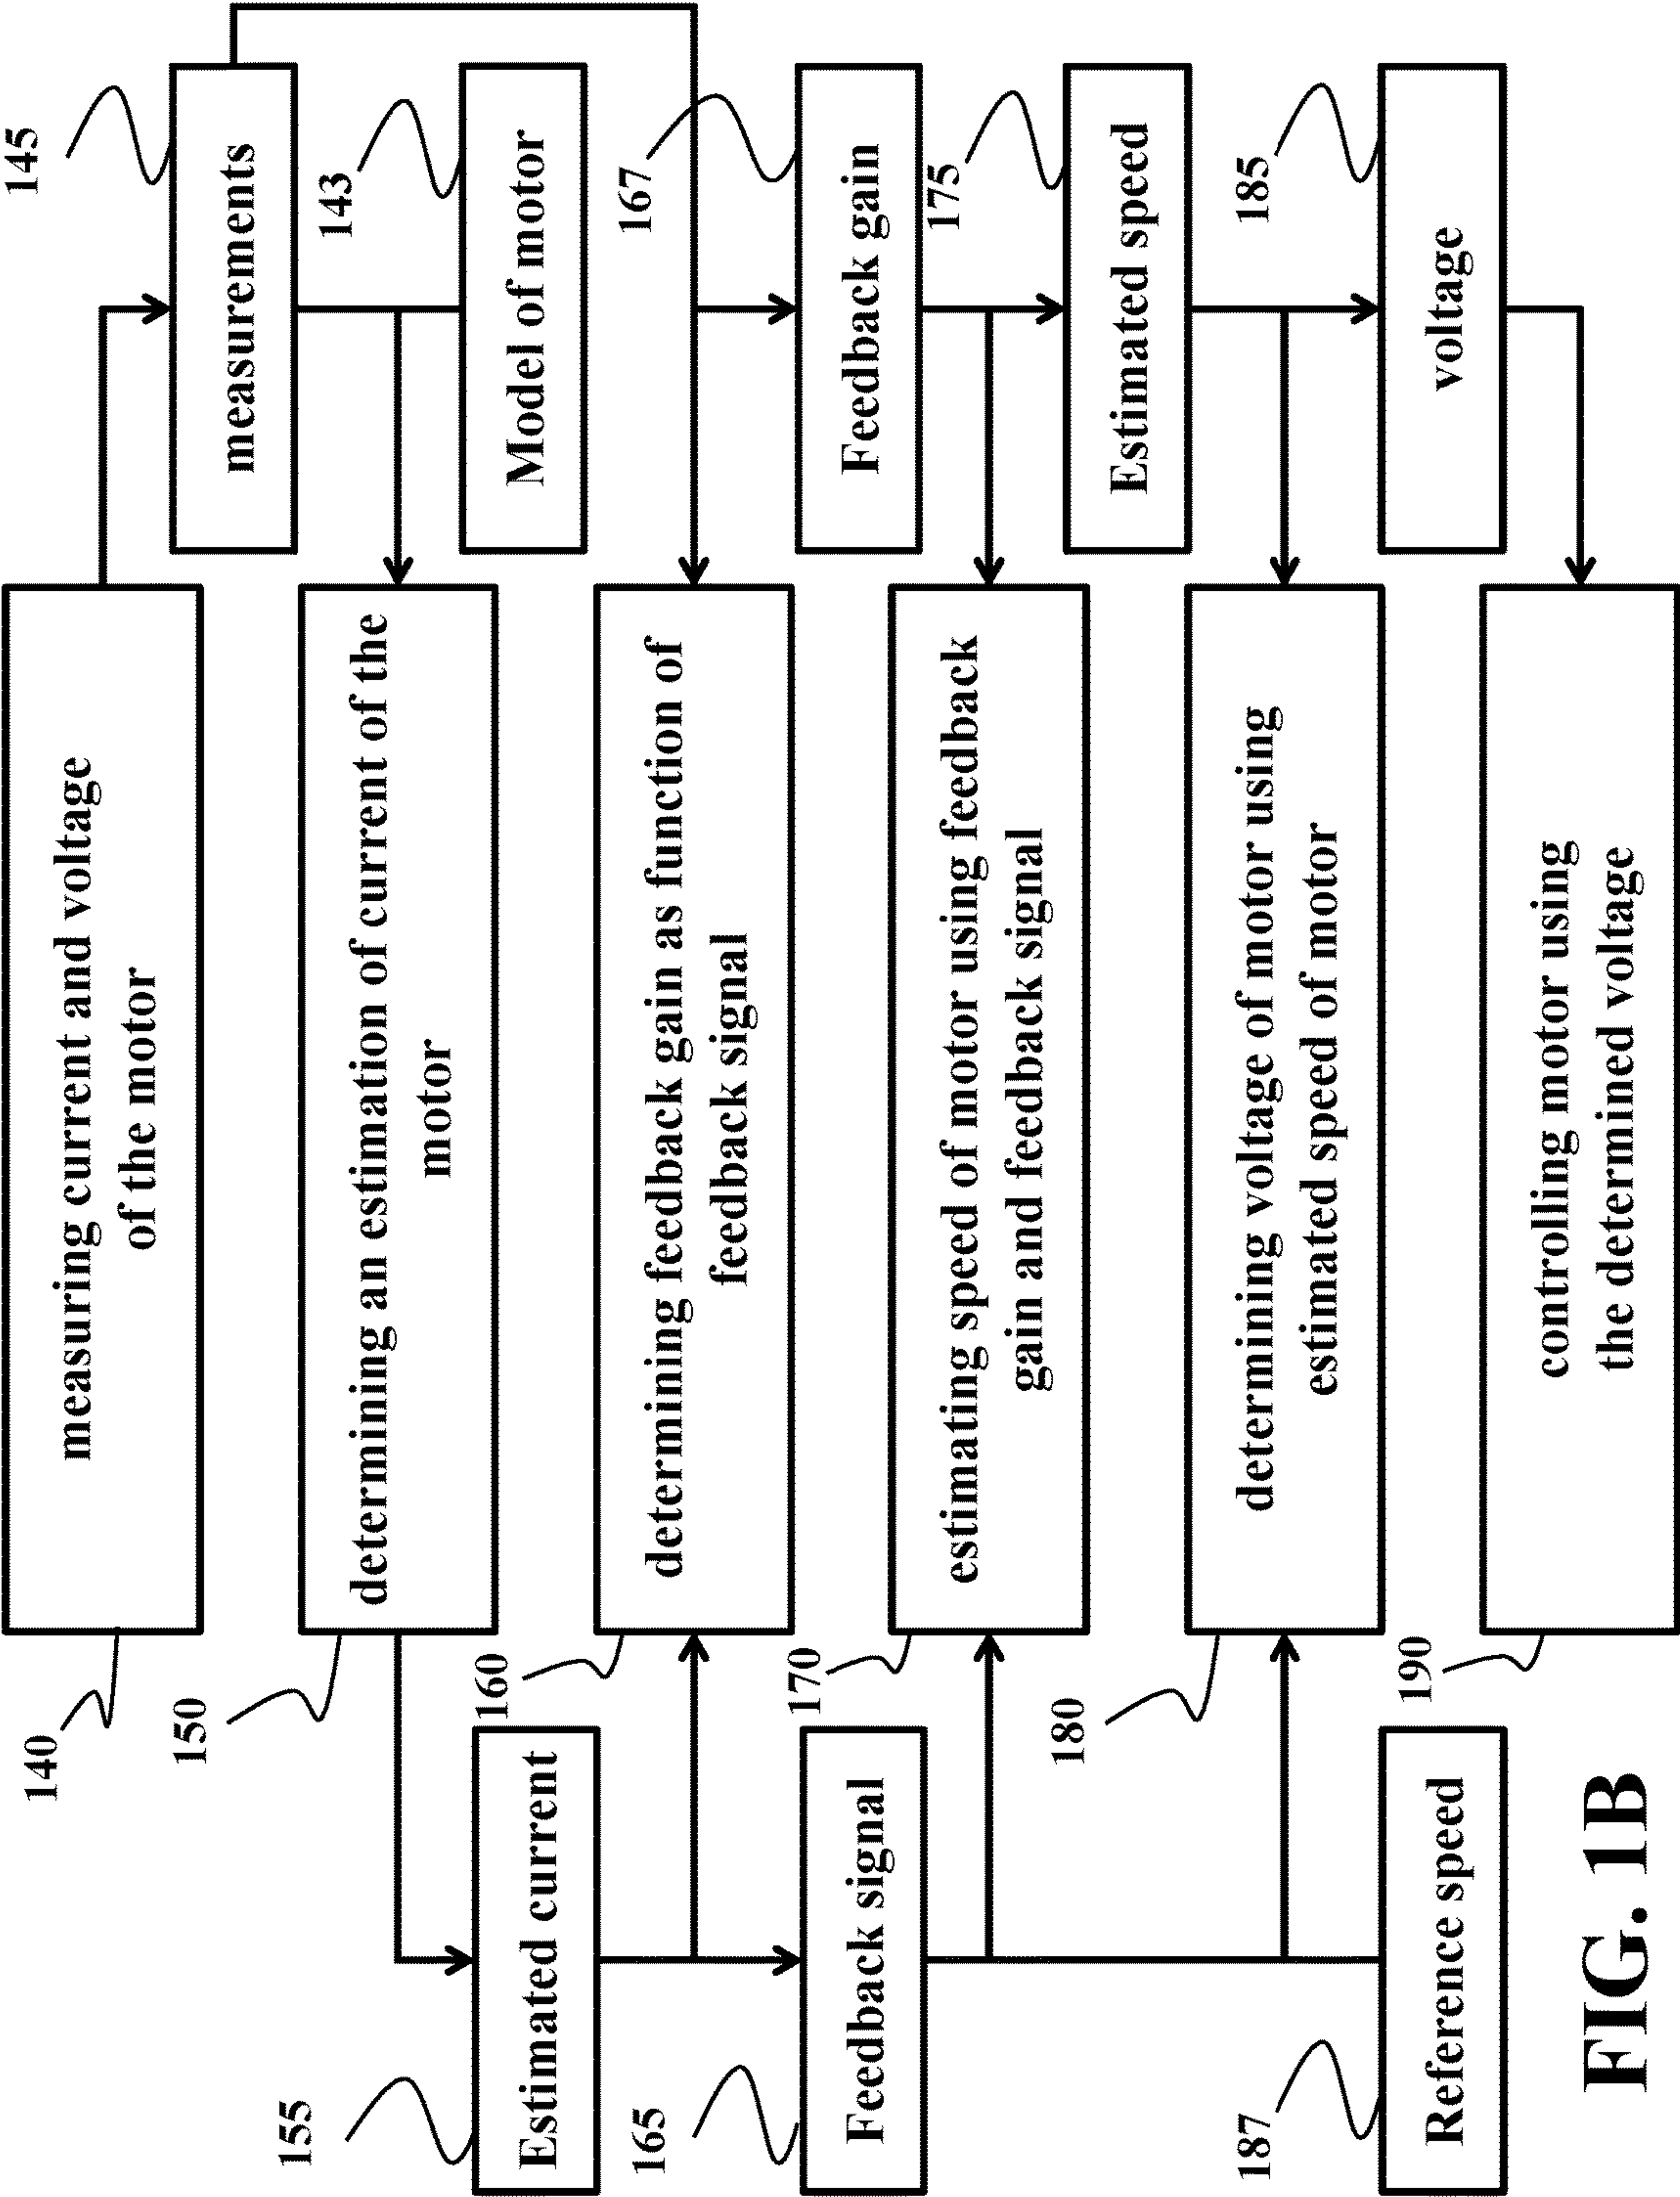 140
measuring current and voltage
of the motor
145
measurements
143
Model of motor
150
determining an estimation of current of the
motor
155
Estimated current
160
determining feedback gain as function of
feedback signal
167
Feedback gain
165
Feedback signal
170
estimating speed of motor using feedback
gain and feedback signal
175
Estimated speed
180
determining voltage of motor using
estimated speed of motor
185
voltage
187
Reference speed
190
controlling motor using
the determined voltage
FIG. 1B